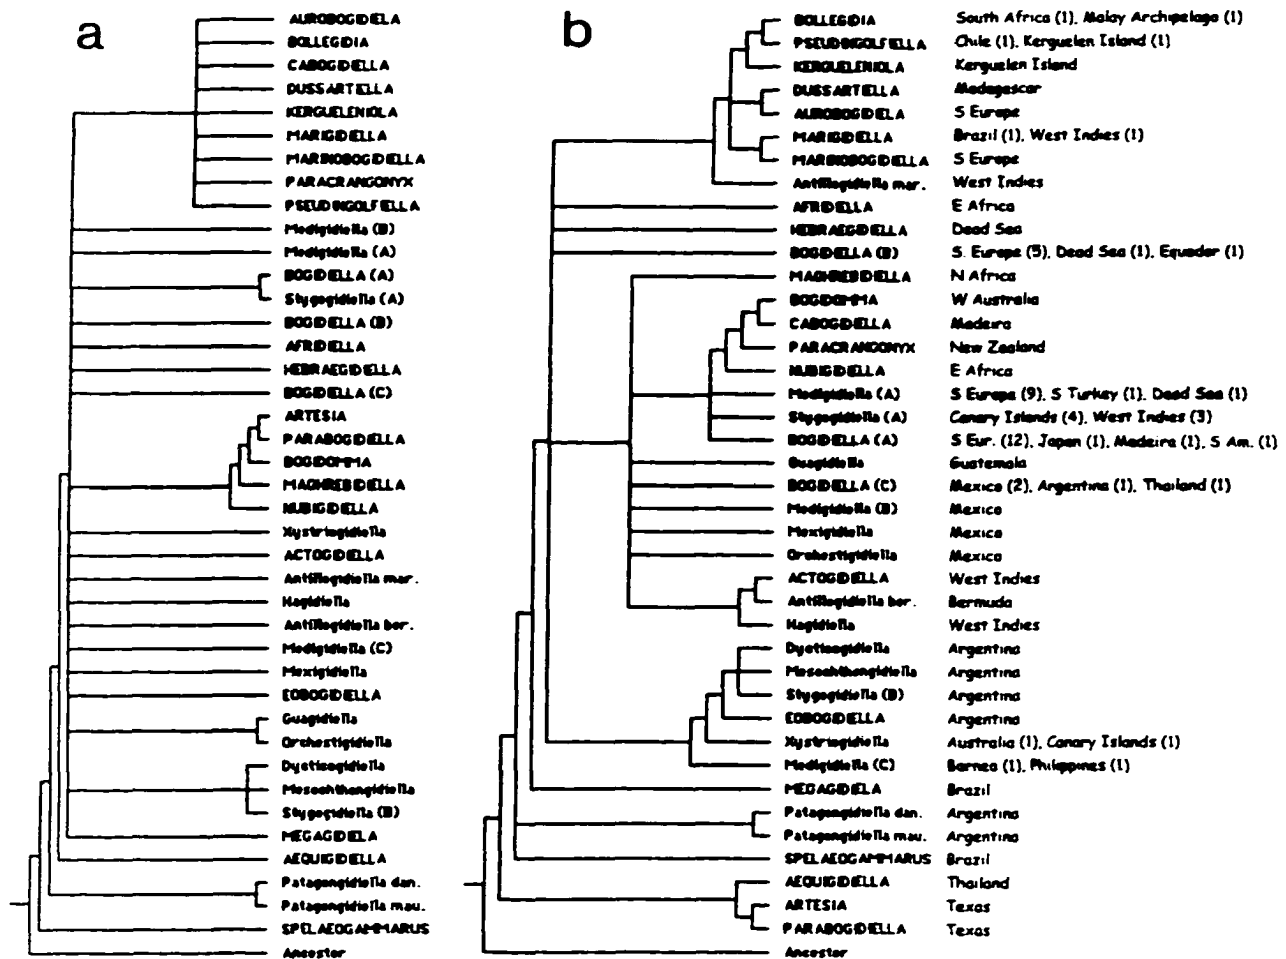 a
AUROBOGIDIELA
BOLLEGIDIA
CABOGIDIELLA
DUSSARTIELLA
KERGUELENIOLA
MARIGIDIELLA
MARINOBOGIDIELLA
PARACRANGONYX
PSEUDINGOLFIELLA
Medigidiella (B)
Medigidiella (A)
BOGIDIELLA (A)
Stygogidiella (A)
BOGIDIELLA (B)
AFRIDIELLA
HEBRAEGIDIELLA
BOGIDIELLA (C)
ARTESIA
PARABOGIDIELLA
BOGIDOMMA
MAGHREBIDIELLA
NUBIGIDIELLA
Xystriogidiella
ACTOGIDIELLA
Antillogidiella mar.
Hagidiella
Antillogidiella ber.
Medigidiella (C)
Mexigidiella
EOBOGIDIELLA
Guagidiella
Orchestigidiella
Dycticogidiella
Mesochthongidiella
Stygogidiella (B)
MEGAGIDIELA
AEQUIGIDIELLA
Patagongidiella dan.
Patagongidiella mau.
SPELAEOGAMMARUS
Ancestor
b
BOLLEGIDIA South Africa (1), Malay Archipelago (1)
PSEUDINGOLFIELLA Chile (1), Kerguelen Island (1)
KERGUELENIOLA Kerguelen Island
DUSSARTIELLA Madagascar
AUROBOGIDIELA S Europe
MARIGIDIELLA Brazil (1), West Indies (1)
MARINOBOGIDIELLA S Europe
Antillogidiella mar. West Indies
AFRIDIELLA E Africa
HEBRAEGIDIELLA Dead Sea
BOGIDIELLA (B) S. Europe (5), Dead Sea (1), Equador (1)
MAGHREBIDIELLA N Africa
BOGIDOMMA W Australia
CABOGIDIELLA Madeira
PARACRANGONYX New Zealand
NUBIGIDIELLA E Africa
Medigidiella (A) S Europe (9), S Turkey (1), Dead Sea (1)
Stygogidiella (A) Canary Islands (4), West Indies (3)
BOGIDIELLA (A) S Eur. (12), Japan (1), Madeira (1), S Am. (1)
Guagidiella Guatemala
BOGIDIELLA (C) Mexico (2), Argentina (1), Thailand (1)
Medigidiella (B) Mexico
Mexigidiella Mexico
Orchestigidiella Mexico
ACTOGIDIELLA West Indies
Antillogidiella ber. Bermuda
Hagidiella West Indies
Dycticogidiella Argentina
Mesochthongidiella Argentina
Stygogidiella (B) Argentina
EOBOGIDIELLA Argentina
Xystriogidiella Australia (1), Canary Islands (1)
Medigidiella (C) Borneo (1), Philippines (1)
MEGAGIDIELA Brazil
Patagongidiella dan. Argentina
Patagongidiella mau. Argentina
SPELAEOGAMMARUS Brazil
AEQUIGIDIELLA Thailand
ARTESIA Texas
PARABOGIDIELLA Texas
Ancestor